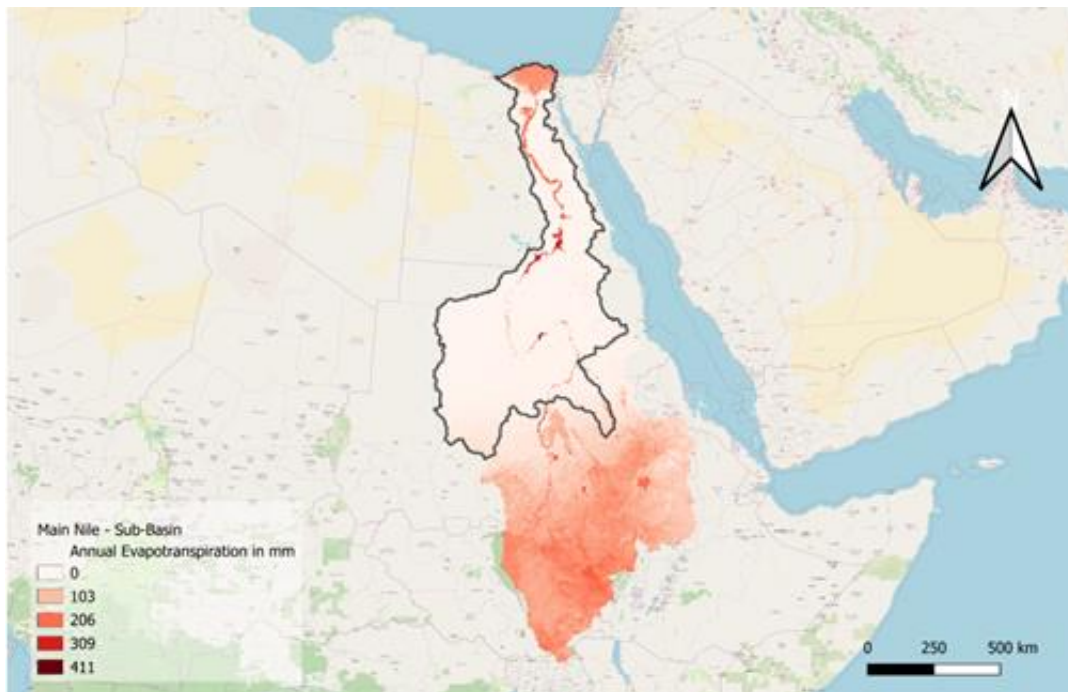 Main Nile - Sub-Basin
Annual Evapotranspiration in mm
0
103
206
309
411
0 250 500 km